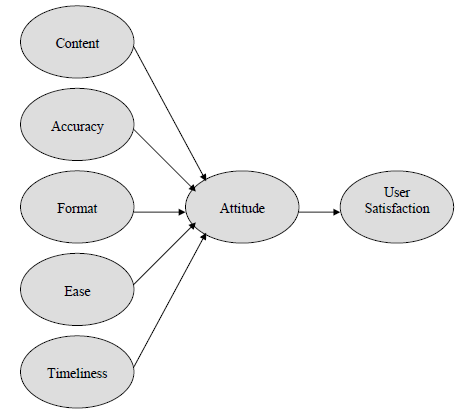 Content
Accuracy
Format
Attitude
User
Satisfaction
Ease
Timeliness